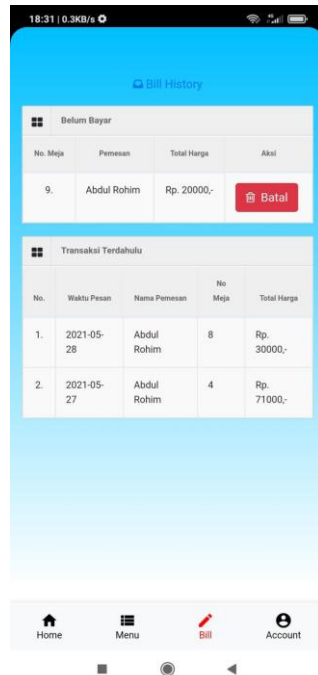 18:31 | 0.3KB/s
Bill History
Belum Bayar
No. Meja Pemesan Total Harga Aksi
9. Abdul Rohim Rp. 20000,- Batal
Transaksi Terdahulu
No. Waktu Pesan Nama Pemesan No Meja Total Harga
1. 2021-05-28 Abdul Rohim 8 Rp. 30000,-
2. 2021-05-27 Abdul Rohim 4 Rp. 71000,-
Home Menu Bill Account